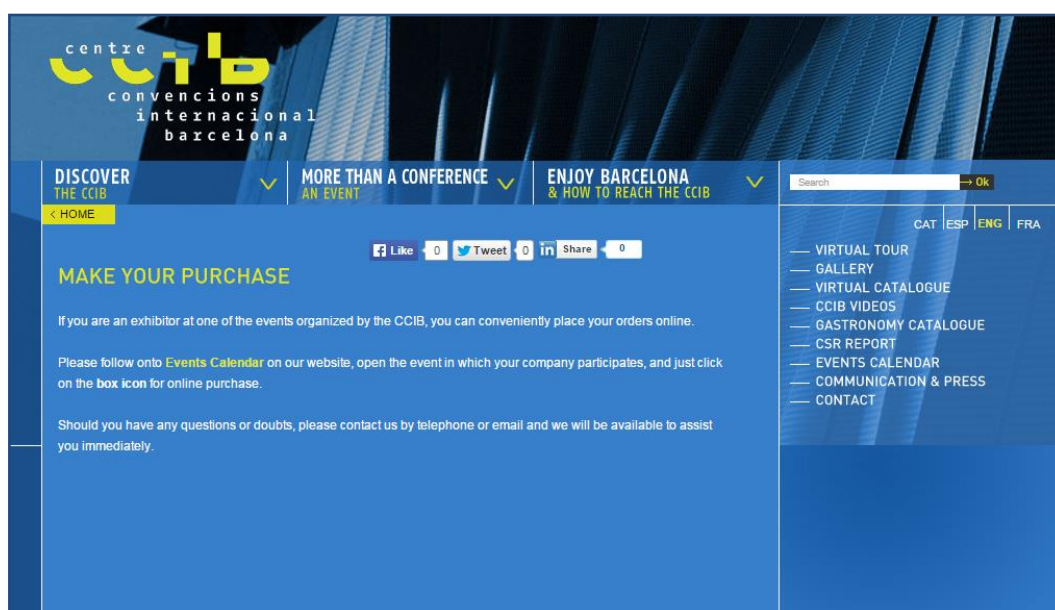 centre
ccib
convencions
internacional
barcelona
DISCOVER
THE CCIB
MORE THAN A CONFERENCE
AN EVENT
ENJOY BARCELONA
& HOW TO REACH THE CCIB
Search
→ Ok
< HOME
CAT ESP ENG FRA
Like 0 Tweet 0 in Share 0
MAKE YOUR PURCHASE
If you are an exhibitor at one of the events organized by the CCIB, you can conveniently place your orders online.
Please follow onto Events Calendar on our website, open the event in which your company participates, and just click
on the box icon for online purchase.
Should you have any questions or doubts, please contact us by telephone or email and we will be available to assist
you immediately.
VIRTUAL TOUR
GALLERY
VIRTUAL CATALOGUE
CCIB VIDEOS
GASTRONOMY CATALOGUE
CSR REPORT
EVENTS CALENDAR
COMMUNICATION & PRESS
CONTACT